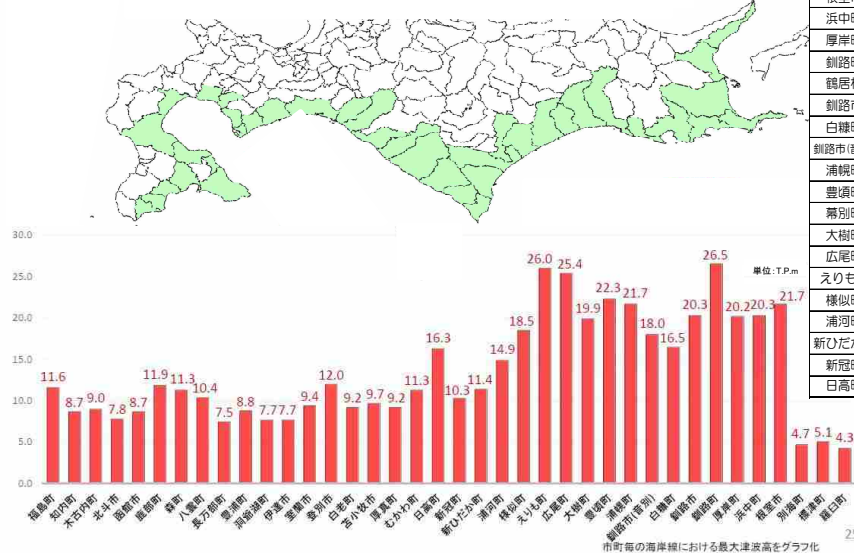 浜中町
厚岸町
釧路町
鶴居村
釧路市
白糠町
釧路市(音
浦幌町
豊頃町
幕別町
大樹町
広尾町
えりも
様似町
浦河町
新ひだか
新冠町
日高町
30.0
25.0
20.0
15.0
10.0
5.0
0.0
単位:T.P.m
11.6 8.7 9.0 7.8 8.7 11.9 11.3 10.4 7.5 8.8 7.7 7.7 9.4 12.0 9.2 9.7 9.2 11.3 16.3 10.3 11.4 14.9 18.5 26.0 25.4 19.9 22.3 21.7 18.0 16.5 20.3 26.5 20.2 20.3 21.7 4.7 5.1 4.3
福島町 知内町 木古内町 北斗市 函館市 鹿部町 森町 八雲町 長万部町 豊浦町 洞爺湖町 伊達市 室蘭市 登別市 白老町 苫小牧市 厚真町 むかわ町 日高町 新冠町 新ひだか町 浦河町 様似町 えりも町 広尾町 大樹町 豊頃町 浦幌町 釧路市(音別) 白糠町 釧路市 釧路町 厚岸町 浜中町 根室市 別海町 標津町 羅臼町
市町毎の海岸線における最大津波高をグラフ化